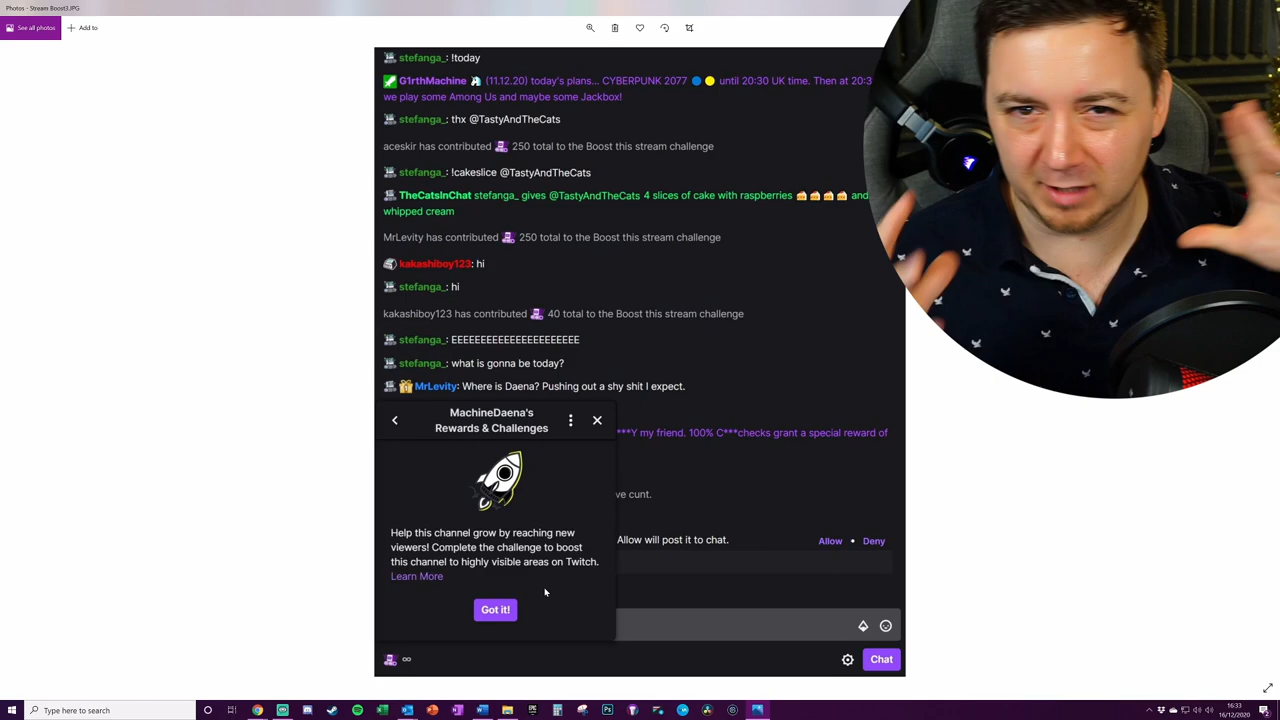 Photos - Stream Boost3.JPG
See all photos
Add to
stefanga_: !today
G1rthMachine (11.12.20) today's plans... CYBERPUNK 2077 until 20:30 UK time. Then at 20:3
we play some Among Us and maybe some Jackbox!
stefanga_: thx @TastyAndTheCats
aceskir has contributed 250 total to the Boost this stream challenge
stefanga_: !cakeslice @TastyAndTheCats
TheCatsInChat stefanga_ gives @TastyAndTheCats 4 slices of cake with raspberries and
whipped cream
MrLevity has contributed 250 total to the Boost this stream challenge
kakashiboy123: hi
stefanga_: hi
kakashiboy123 has contributed 40 total to the Boost this stream challenge
stefanga_: EEEEEEEEEEEEEEEEEEEEEE
stefanga_: what is gonna be today?
MrLevity: Where is Daena? Pushing out a shy shit I expect.
MachineDaena's
Rewards & Challenges
***Y my friend. 100% C***checks grant a special reward of
ve cunt.
Help this channel grow by reaching new
viewers! Complete the challenge to boost
this channel to highly visible areas on Twitch.
Learn More
Allow will post it to chat.
Allow • Deny
Got it!
∞
Chat
Type here to search
16:33
16/12/2020